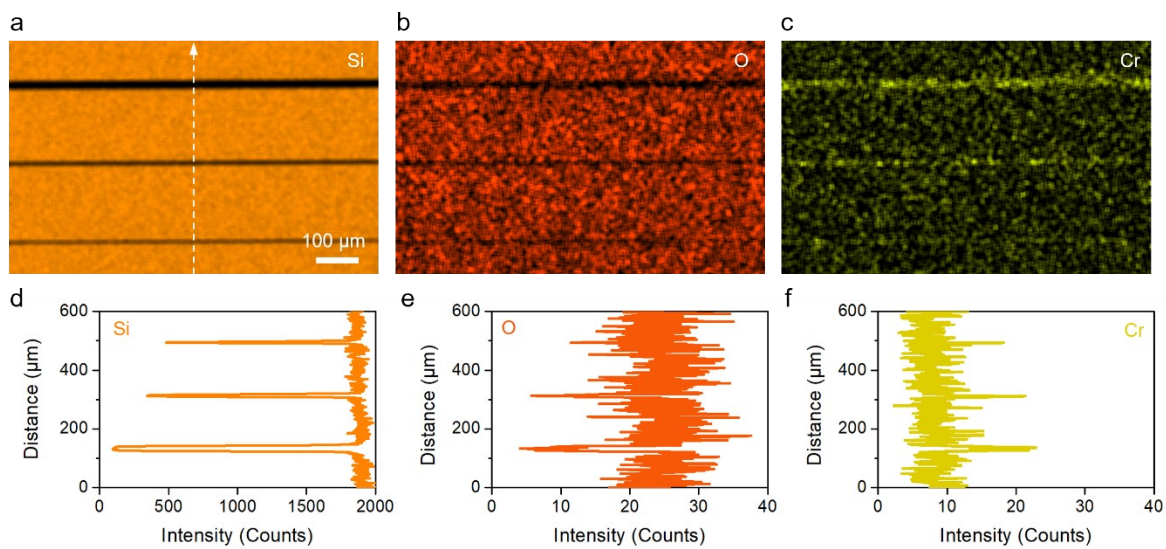 a
Si
100 μm
b
O
c
Cr
d
Si
600
400
200
0
Distance (μm)
0 500 1000 1500 2000
Intensity (Counts)
e
O
600
400
200
0
Distance (μm)
0 10 20 30 40
Intensity (Counts)
f
Cr
600
400
200
0
Distance (μm)
0 10 20 30 40
Intensity (Counts)